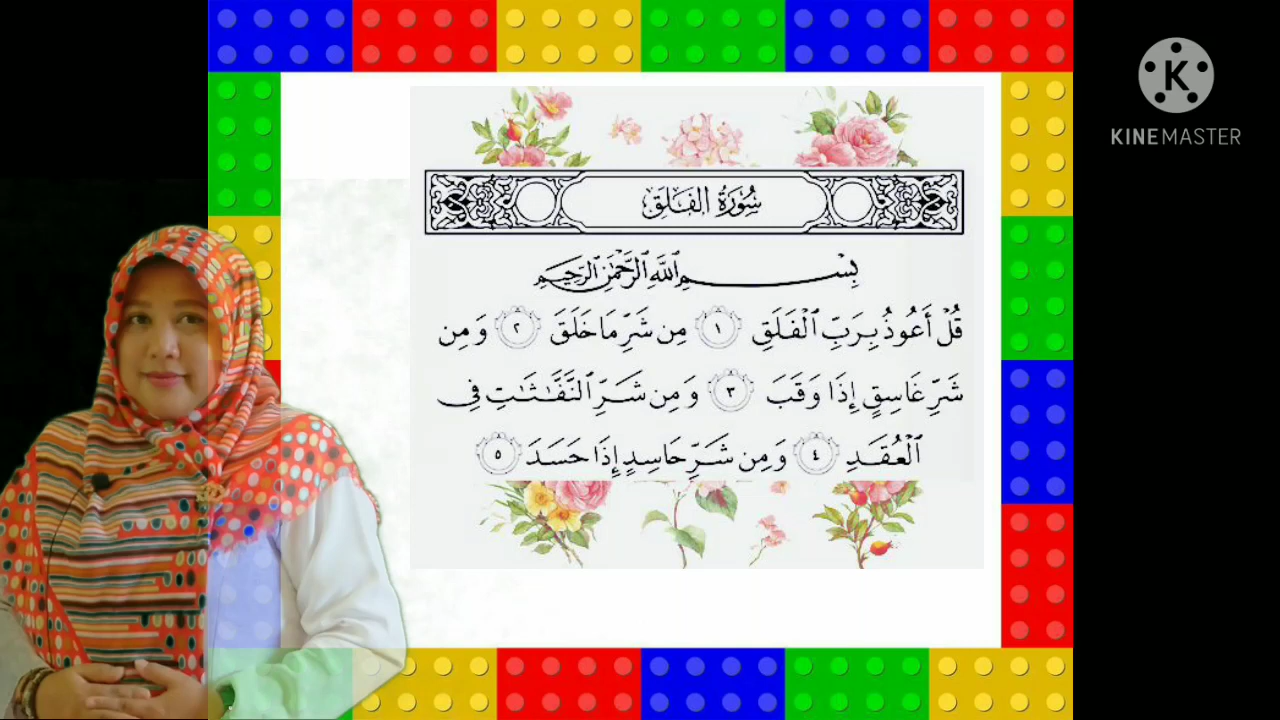 سُورَةُ الفَلَقِ
بِسْمِ ٱللَّهِ ٱلرَّحْمَٰنِ ٱلرَّحِيمِ
قُلْ أَعُوذُ بِرَبِّ ٱلْفَلَقِ ١ مِن شَرِّ مَا خَلَقَ ٢ وَمِن
شَرِّ غَاسِقٍ إِذَا وَقَبَ ٣ وَمِن شَرِّ ٱلنَّفَّٰثَٰتِ فِى
ٱلْعُقَدِ ٤ وَمِن شَرِّ حَاسِدٍ إِذَا حَسَدَ ٥
K
KINEMASTER